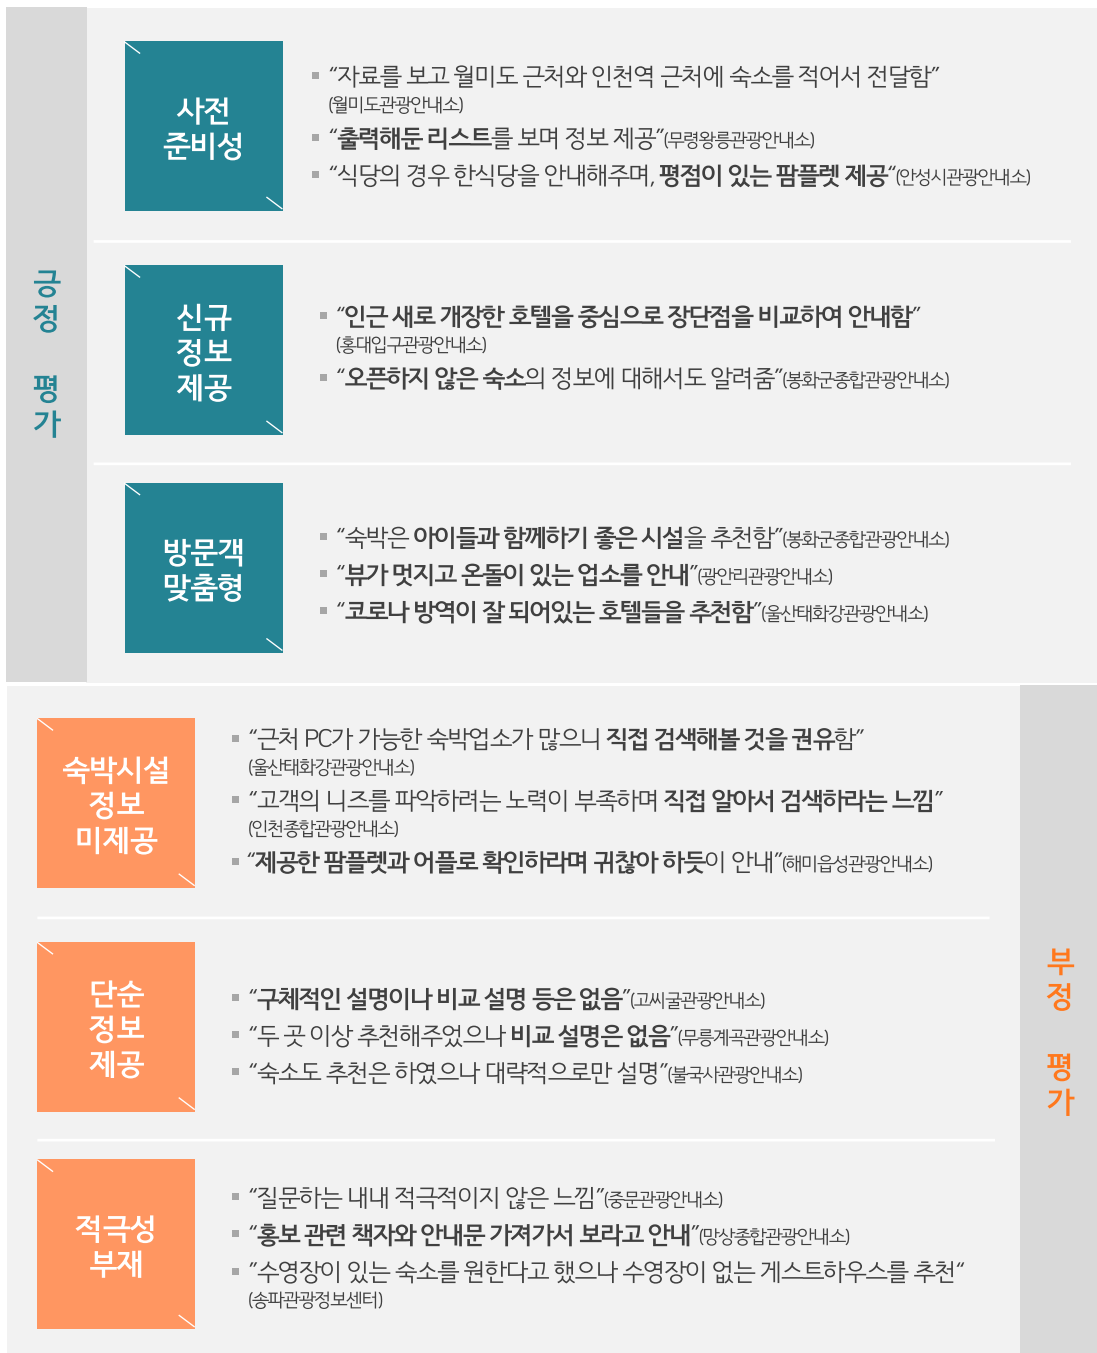 긍정 평가
사전
준비성
“자료를 보고 월미도 근처와 인천역 근처에 숙소를 적어서 전달함”
(월미도관광안내소)
“출력해둔 리스트를 보며 정보 제공”(무령왕릉관광안내소)
“식당의 경우 한식당을 안내해주며, 평점이 있는 팜플렛 제공“(안성시관광안내소)
신규
정보
제공
“인근 새로 개장한 호텔을 중심으로 장단점을 비교하여 안내함”
(홍대입구관광안내소)
“오픈하지 않은 숙소의 정보에 대해서도 알려줌”(봉화군종합관광안내소)
방문객
맞춤형
“숙박은 아이들과 함께하기 좋은 시설을 추천함”(봉화군종합관광안내소)
“뷰가 멋지고 온돌이 있는 업소를 안내”(광안리관광안내소)
“코로나 방역이 잘 되어있는 호텔들을 추천함”(울산태화강관광안내소)
부정 평가
숙박시설
정보
미제공
“근처 PC가 가능한 숙박업소가 많으니 직접 검색해볼 것을 권유함”
(울산태화강관광안내소)
“고객의 니즈를 파악하려는 노력이 부족하며 직접 알아서 검색하라는 느낌”
(인천종합관광안내소)
“제공한 팜플렛과 어플로 확인하라며 귀찮아 하듯이 안내”(해미읍성관광안내소)
단순
정보
제공
“구체적인 설명이나 비교 설명 등은 없음”(고씨굴관광안내소)
“두 곳 이상 추천해주었으나 비교 설명은 없음”(무릉계곡관광안내소)
“숙소도 추천은 하였으나 대략적으로만 설명”(불국사관광안내소)
적극성
부재
“질문하는 내내 적극적이지 않은 느낌”(중문관광안내소)
“홍보 관련 책자와 안내문 가져가서 보라고 안내”(망상종합관광안내소)
”수영장이 있는 숙소를 원한다고 했으나 수영장이 없는 게스트하우스를 추천“
(송파관광정보센터)